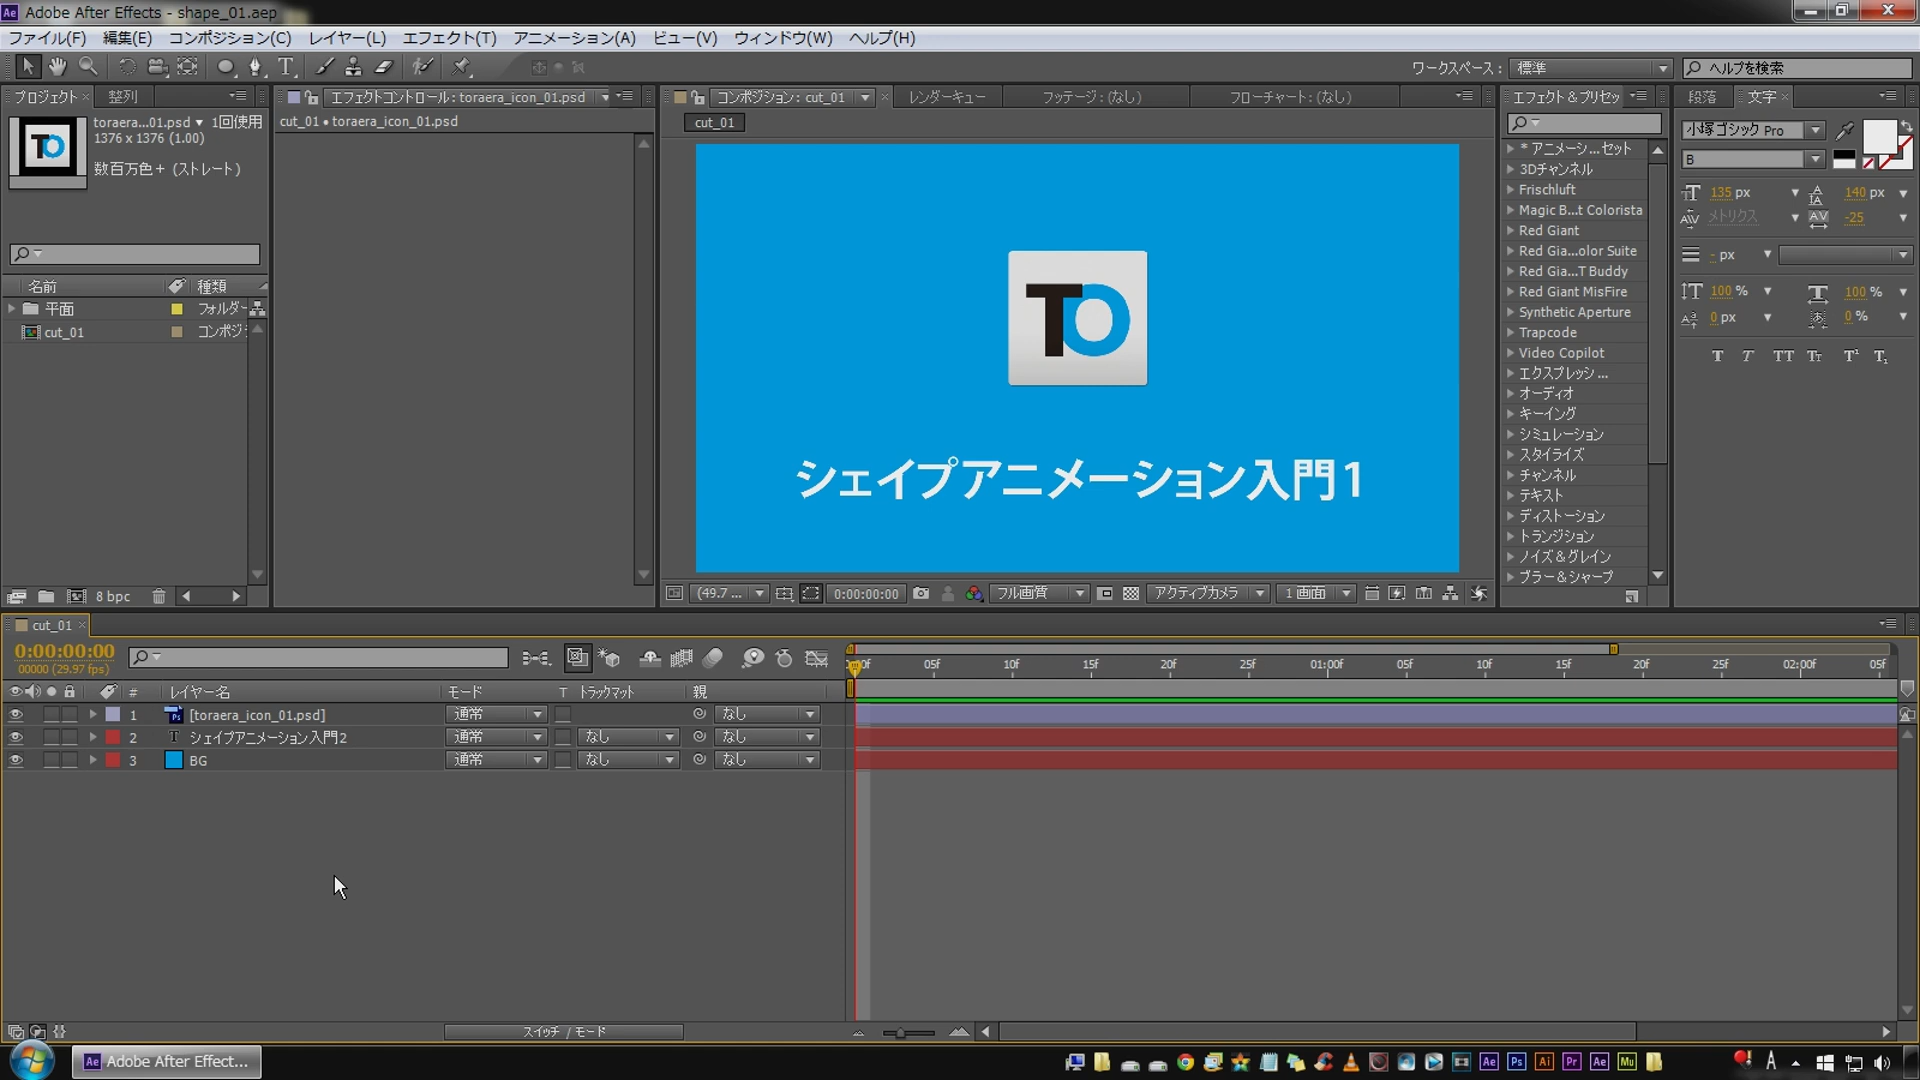 Adobe After Effects - shape_01.aep
ファイル(F) 編集(E) コンポジション(C) レイヤー(L) エフェクト(T) アニメーション(A) ビュー(V) ウィンドウ(W) ヘルプ(H)
ワークスペース: 標準 ヘルプを検索
プロジェクト 整列
toraera...01.psd 1回使用
1376 x 1376 (1.00)
数百万色+ (ストレート)
名前 種類
平面 フォルダー
cut_01 コンポジ
8 bpc
エフェクトコントロール: toraera_icon_01.psd
cut_01 • toraera_icon_01.psd
コンポジション: cut_01 レンダーキュー フッテージ: (なし) フローチャート: (なし)
cut_01
TO
シェイプアニメーション入門1
(49.7 ... 0:00:00:00 フル画質 アクティブカメラ 1 画面
エフェクト&プリセッ
* アニメーシ...セット
3Dチャンネル
Frischluft
Magic B...t Colorista
Red Giant
Red Gia...olor Suite
Red Gia...T Buddy
Red Giant MisFire
Synthetic Aperture
Trapcode
Video Copilot
エクスプレッシ ...
オーディオ
キーイング
シミュレーション
スタイライズ
チャンネル
テキスト
ディストーション
トランジション
ノイズ&グレイン
ブラー&シャープ
段落 文字
小塚ゴシック Pro
B
135 px 140 px
メトリクス -25
- px
100 % 100 %
0 px 0 %
T T TT Tt T¹ T₁
cut_01
0:00:00:00
00000 (29.97 fps)
# レイヤー名 モード T トラックマット 親
1 [toraera_icon_01.psd] 通常 なし
2 シェイプアニメーション入門2 通常 なし なし
3 BG 通常 なし なし
05f 10f 15f 20f 25f 01:00f 05f 10f 15f 20f 25f 02:00f 05f
スイッチ / モード
Adobe After Effect...
Ae Ps Ai Pr Ae Mu
A